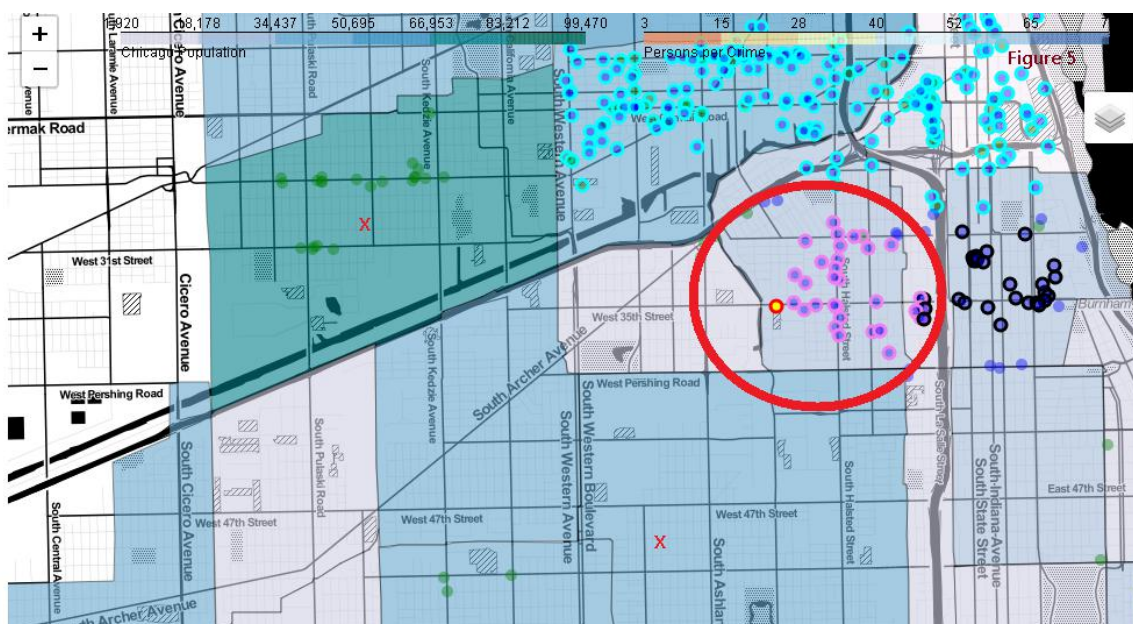 +
−
1,920 18,178 34,437 50,695 66,953 83,212 99,470
Chicago Population
3 15 28 40 52 65 7
Persons per Crime
Figure 5
South Laramie Avenue
Cicero Avenue
South Pulaski Road
South Kedzie Avenue
California Avenue
South Western Avenue
ermak Road
West Cermak Road
X
West 31st Street
Cicero Avenue
West 35th Street
South Halsted Street
Burnham
South Kedzie Avenue
South Archer Avenue
West Pershing Road
West Pershing Road
South Cicero Avenue
South Pulaski Road
South Western Avenue
South Western Boulevard
South La Salle Street
South Halsted Street
South-Indiana-Avenue
South State Street
East 47th Street
West 47th Street
West 47th Street
West 47th Street
X
South Central Avenue
South Ashland
South Archer Avenue